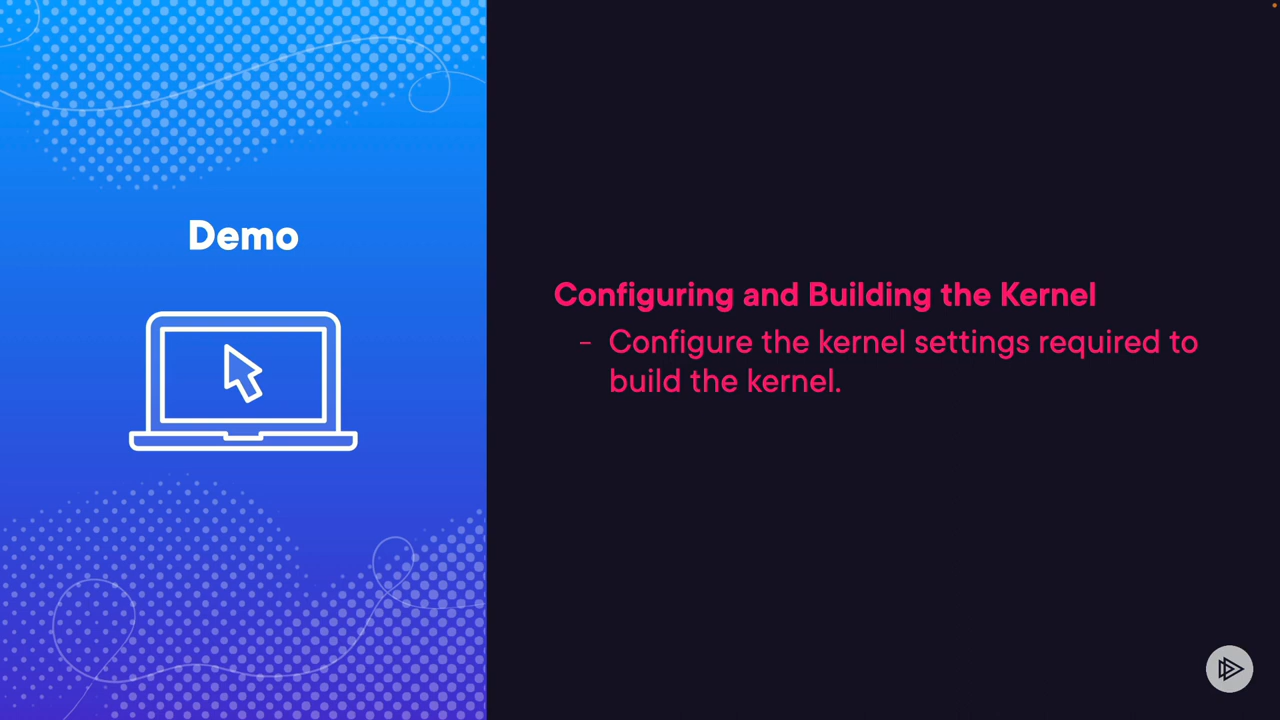 Demo
Configuring and Building the Kernel
- Configure the kernel settings required to
build the kernel.